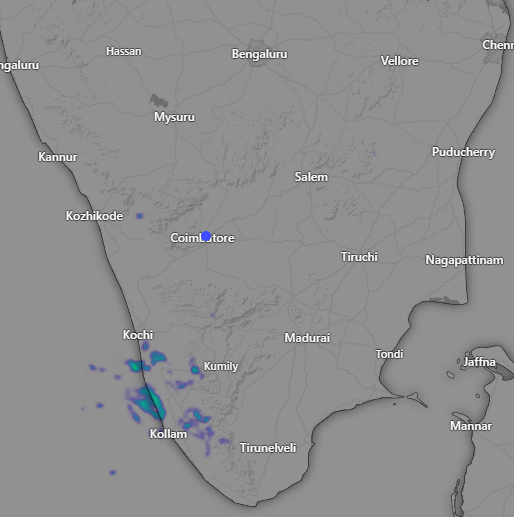 Hassan
Bengaluru
Chenn
ngaluru
Vellore
Mysuru
Kannur
Puducherry
Salem
Kozhikode
Coimbatore
Tiruchi
Nagapattinam
Kochi
Madurai
Kumily
Tondi
Jaffna
Mannar
Kollam
Tirunelveli